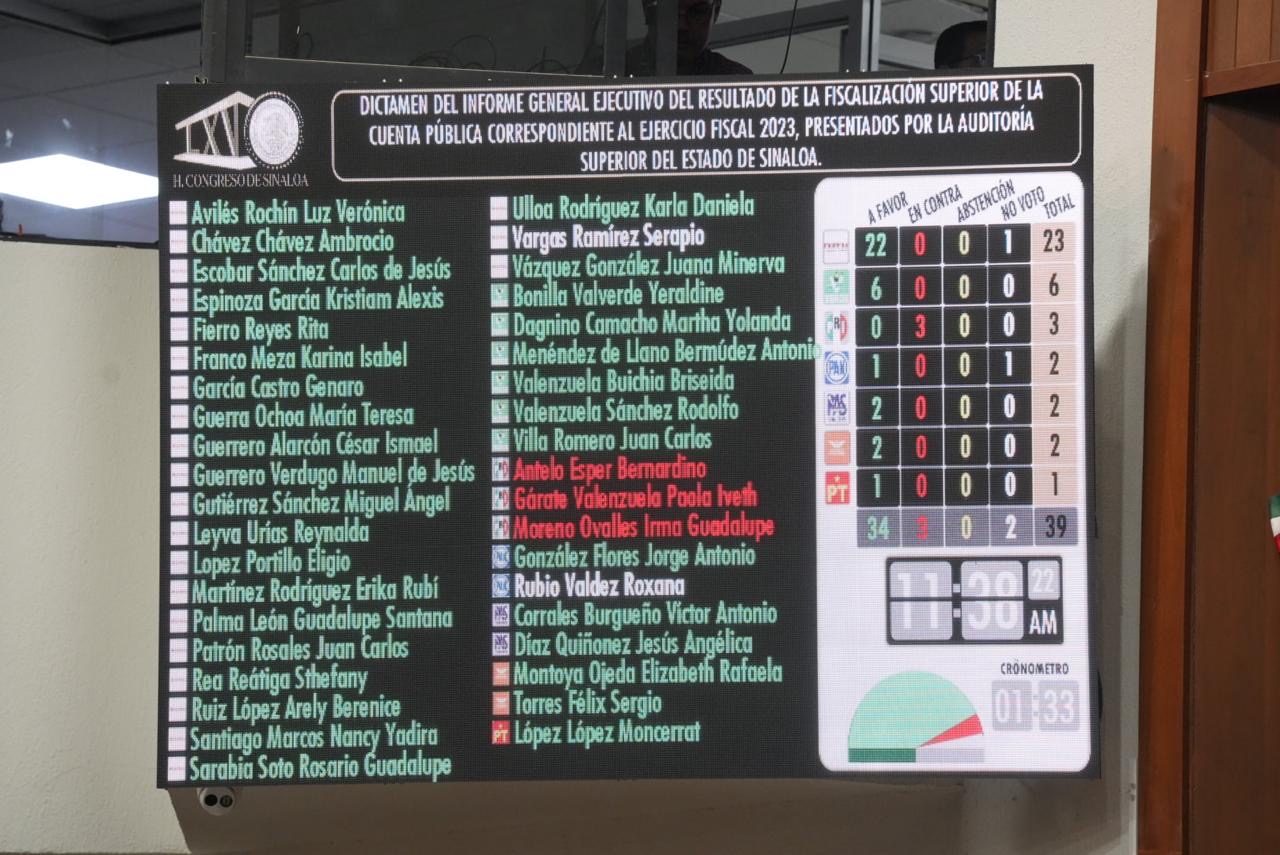 LXV
H. CONGRESO DE SINALOA
DICTAMEN DEL INFORME GENERAL EJECUTIVO DEL RESULTADO DE LA FISCALIZACIÓN SUPERIOR DE LA
CUENTA PÚBLICA CORRESPONDIENTE AL EJERCICIO FISCAL 2023, PRESENTADOS POR LA AUDITORÍA
SUPERIOR DEL ESTADO DE SINALOA.
Avilés Rochín Luz Verónica
Chávez Chávez Ambrocio
Escobar Sánchez Carlos de Jesús
Espinoza García Kristiam Alexis
Fierro Reyes Rita
Franco Meza Karina Isabel
García Castro Genaro
Guerra Ochoa María Teresa
Guerrero Alarcón César Ismael
Guerrero Verdugo Manuel de Jesús
Gutiérrez Sánchez Miguel Ángel
Leyva Urías Reynalda
Lopez Portillo Eligio
Martínez Rodríguez Erika Rubí
Palma León Guadalupe Santana
Patrón Rosales Juan Carlos
Rea Reátiga Sthefany
Ruiz López Arely Berenice
Santiago Marcos Nancy Yadira
Sarabia Soto Rosario Guadalupe
Ulloa Rodríguez Karla Daniela
Vargas Ramírez Serapio
Vázquez González Juana Minerva
Bonilla Valverde Yeraldine
Dagnino Camacho Martha Yolanda
Menéndez de Llano Bermúdez Antonio
Valenzuela Buichia Briseida
Valenzuela Sánchez Rodolfo
Villa Romero Juan Carlos
Antelo Esper Bernardino
Gárate Valenzuela Paola Iveth
Moreno Ovalles Irma Guadalupe
González Flores Jorge Antonio
Rubio Valdez Roxana
Corrales Burgueño Víctor Antonio
Díaz Quiñonez Jesús Angélica
Montoya Ojeda Elizabeth Rafaela
Torres Félix Sergio
PT López López Moncerrat
A FAVOR EN CONTRA ABSTENCIÓN NO VOTO TOTAL
morena 22 0 0 1 23
6 0 0 0 6
PRD 0 3 0 0 3
PAN 1 0 0 1 2
PAS 2 0 0 0 2
2 0 0 0 2
PT 1 0 0 0 1
34 3 0 2 39
11:38 22 AM
CRÓNOMETRO
01:33